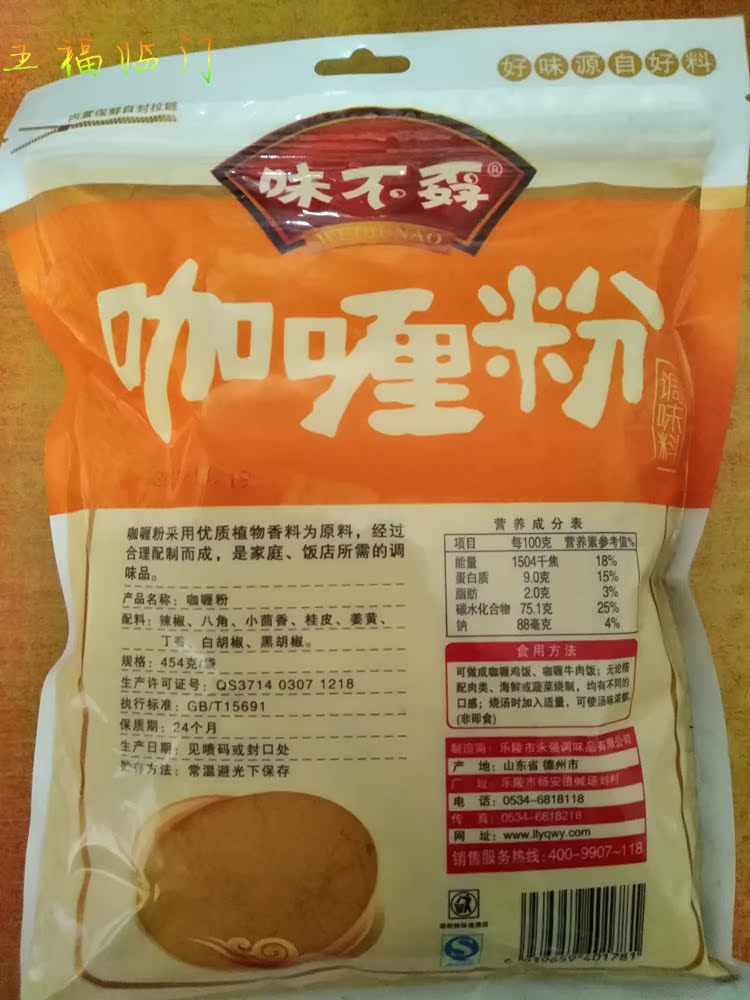 五福临门
好味源自好料
内置保鲜自封拉链
味不孬®
WEIBUNAO
咖喱粉
调味料
咖喱粉采用优质植物香料为原料，经过
合理配制而成，是家庭、饭店所需的调
味品。
产品名称：咖喱粉
配料：辣椒、八角、小茴香、桂皮、姜黄、
丁香、白胡椒、黑胡椒。
规格：454克/袋
生产许可证号：QS3714 0307 1218
执行标准：GB/T15691
保质期：24个月
生产日期：见喷码或封口处
贮存方法：常温避光下保存
营养成分表
项目 每100克 营养素参考值%
能量 1504千焦 18%
蛋白质 9.0克 15%
脂肪 2.0克 3%
碳水化合物 75.1克 25%
钠 88毫克 4%
食用方法
可做成咖喱鸡饭、咖喱牛肉饭；无论搭
配肉类、海鲜或蔬菜烧制，均有不同的
口感；烧汤时加入适量，可使汤味浓郁。
(非即食)
制造商：乐陵市永强调味品有限公司
产 地：山东省 德州市
厂 址：乐陵市杨安镇碱场刘村
电 话：0534-6818118
传 真：0534-6818218
网 址：www.llyqwy.com
销售服务热线：400-9907-118